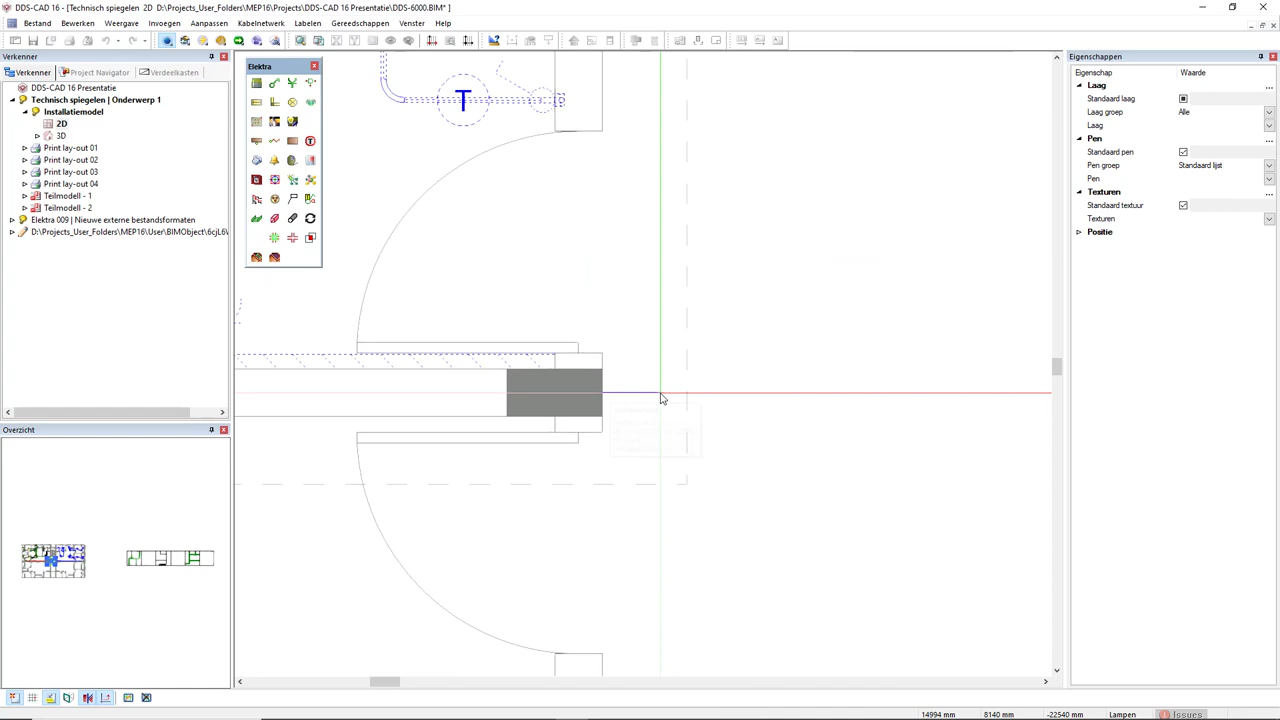 DDS-CAD 16 - [Technisch spiegelen 2D D:\Projects_User_Folders\MEP16\Projects\DDS-CAD 16 Presentatie\DDS-6000.BIM* ]
Bestand Bewerken Weergave Invoegen Aanpassen Kabelnetwerk Labelen Gereedschappen Venster Help
Verkenner
Verkenner Project Navigator Verdeelkasten
DDS-CAD 16 Presentatie
Technisch spiegelen | Onderwerp 1
Installatiemodel
2D
3D
Print lay-out 01
Print lay-out 02
Print lay-out 03
Print lay-out 04
Teilmodell - 1
Teilmodell - 2
Elektra 009 | Nieuwe externe bestandsformaten
D:\Projects_User_Folders\MEP16\User\BIMObject\6cjL6V
Overzicht
Elektra
T
Eigenschappen
Eigenschap Waarde
Laag
Standaard laag
Laag groep Alle
Laag
Pen
Standaard pen
Pen groep Standaard lijst
Pen
Texturen
Standaard textuur
Texturen
Positie
14994 mm 8140 mm -22540 mm Lampen Issues